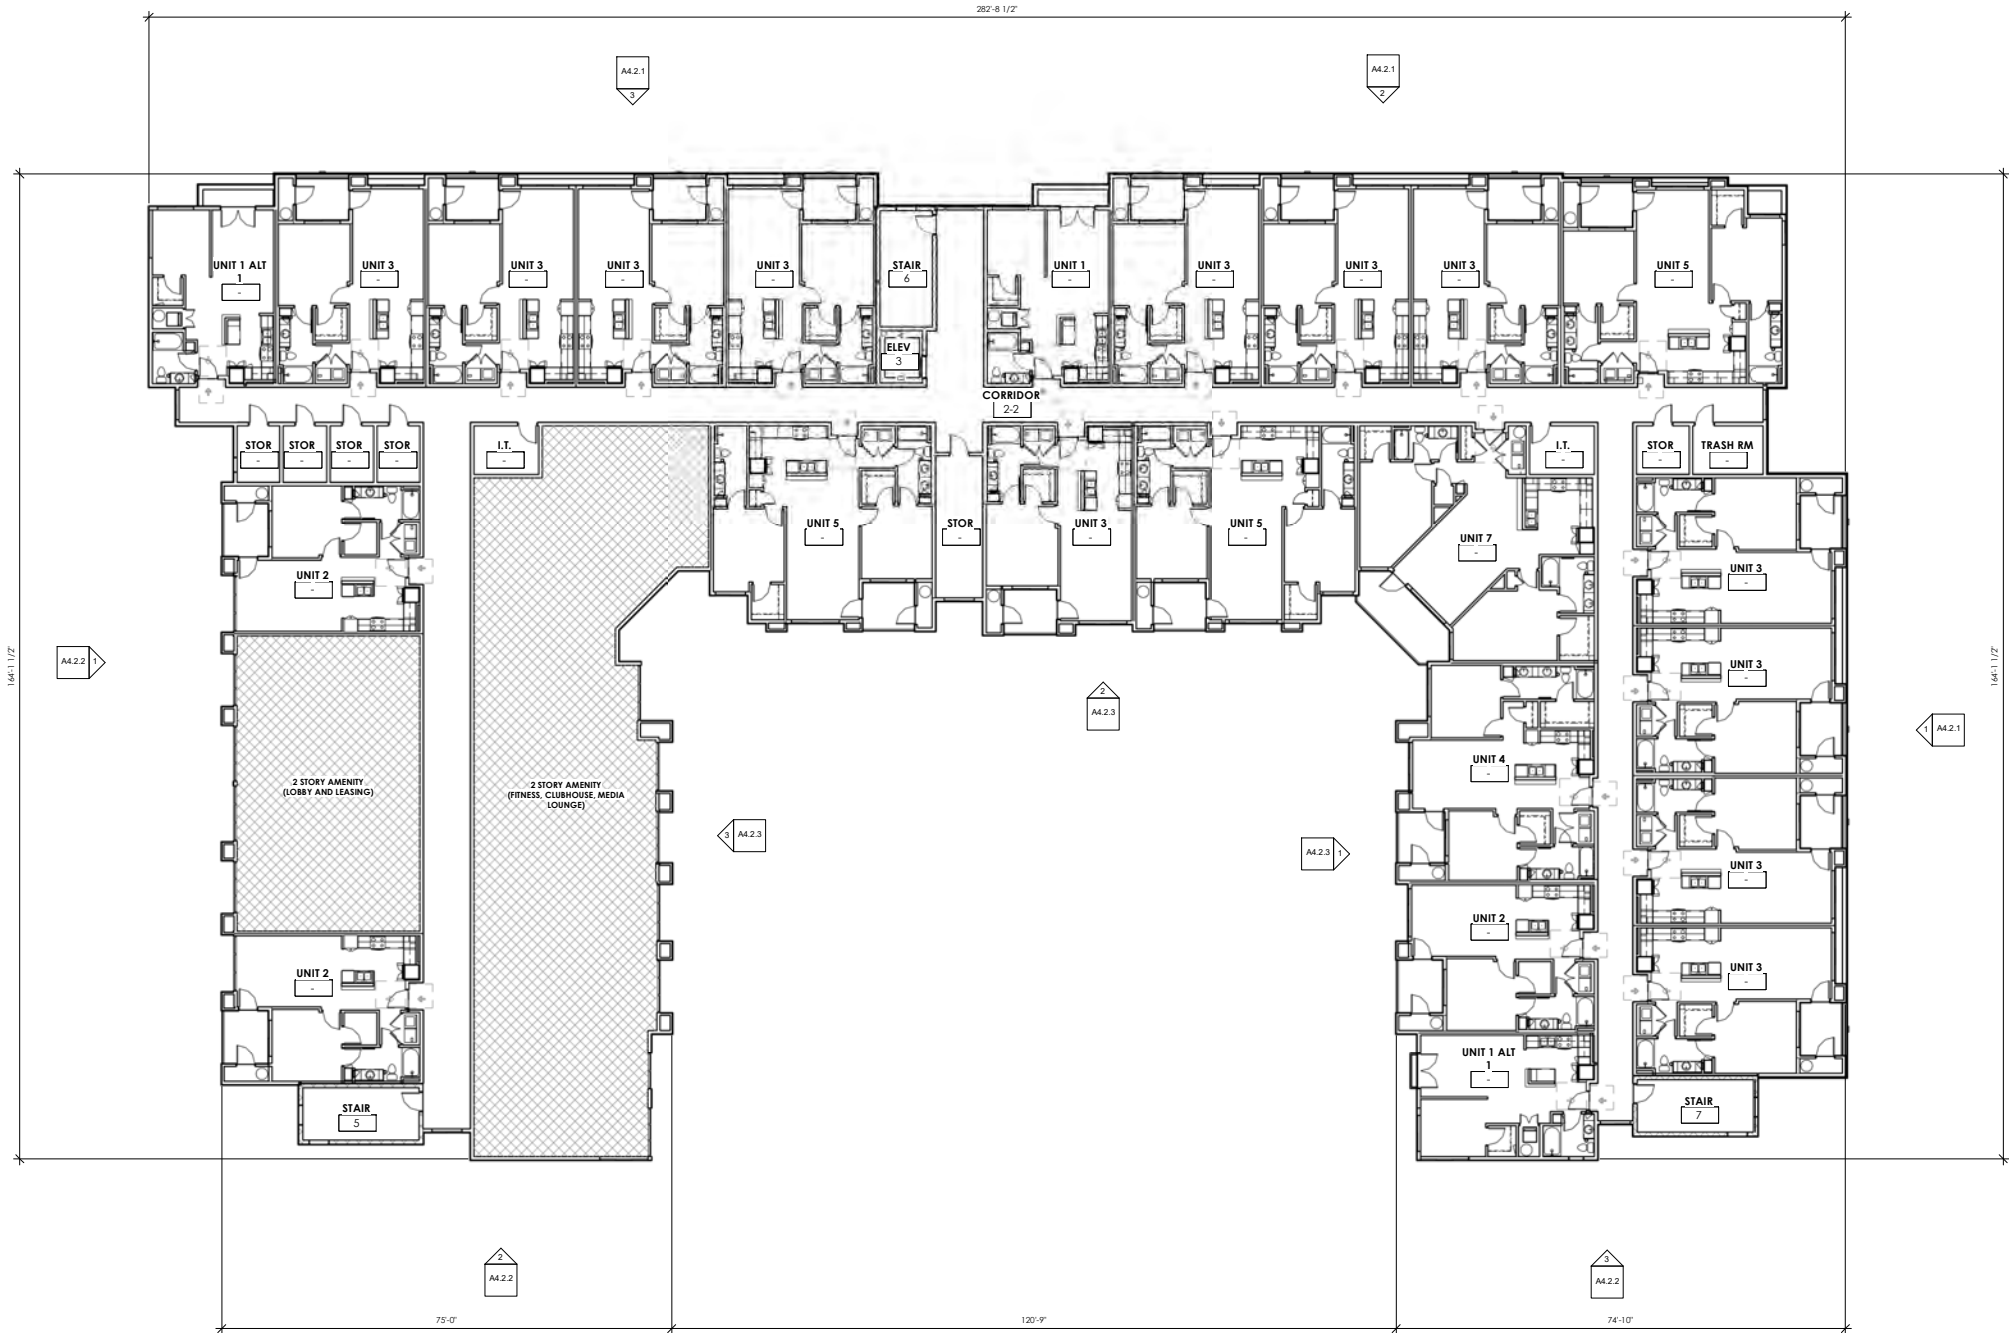 282'-8 1/2"
A4.2.1
3
A4.2.1
2
UNIT 1 ALT
1
-
UNIT 3
-
UNIT 3
-
UNIT 3
-
UNIT 3
-
STAIR
6
UNIT 1
-
UNIT 3
-
UNIT 3
-
UNIT 3
-
UNIT 5
-
ELEV
3
CORRIDOR
2-2
STOR
-
STOR
-
STOR
-
STOR
-
I.T.
-
I.T.
-
STOR
-
TRASH RM
-
UNIT 5
-
STOR
-
UNIT 3
-
UNIT 5
-
UNIT 7
-
UNIT 2
-
UNIT 3
-
164'-1 1/2"
A4.2.2
1
UNIT 3
-
164'-1 1/2"
2
A4.2.3
1
A4.2.1
UNIT 4
-
2 STORY AMENITY
(LOBBY AND LEASING)
2 STORY AMENITY
(FITNESS, CLUBHOUSE, MEDIA
LOUNGE)
3
A4.2.3
A4.2.3
1
UNIT 3
-
UNIT 2
-
UNIT 2
-
UNIT 3
-
UNIT 1 ALT
1
-
STAIR
5
STAIR
7
2
A4.2.2
3
A4.2.2
75'-0"
120'-9"
74'-10"